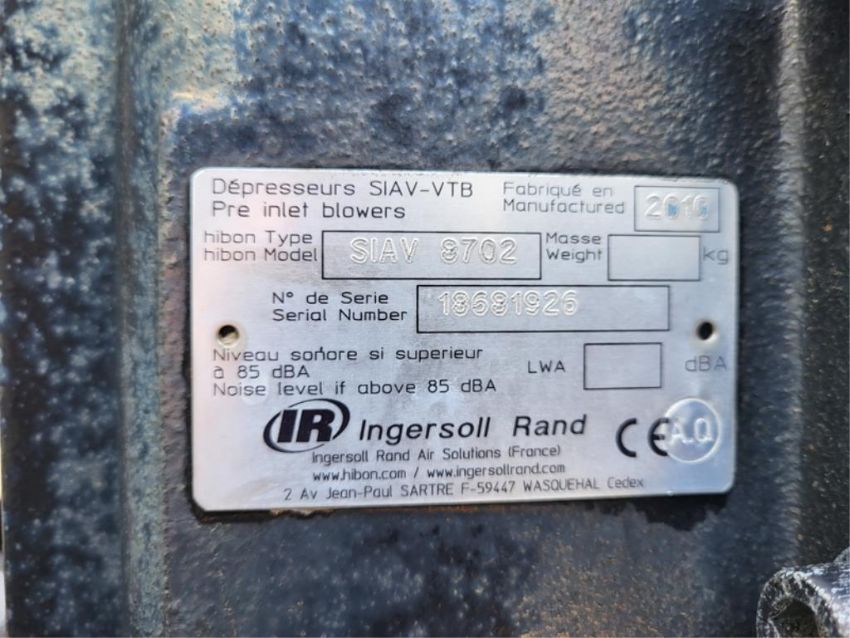 Dépresseurs SIAV-VTB
Pre inlet blowers
Fabriqué en
Manufactured 2016
hibon Type
hibon Model SIAV 8702
Masse
Weight kg
N° de Serie
Serial Number 18681926
Niveau sonore si superieur
à 85 dBA
Noise level if above 85 dBA
LWA dBA
IR Ingersoll Rand
CE A.Q
Ingersoll Rand Air Solutions (France)
www.hibon.com / www.ingersollrand.com
2 Av Jean-Paul SARTRE F-59447 WASQUEHAL Cedex